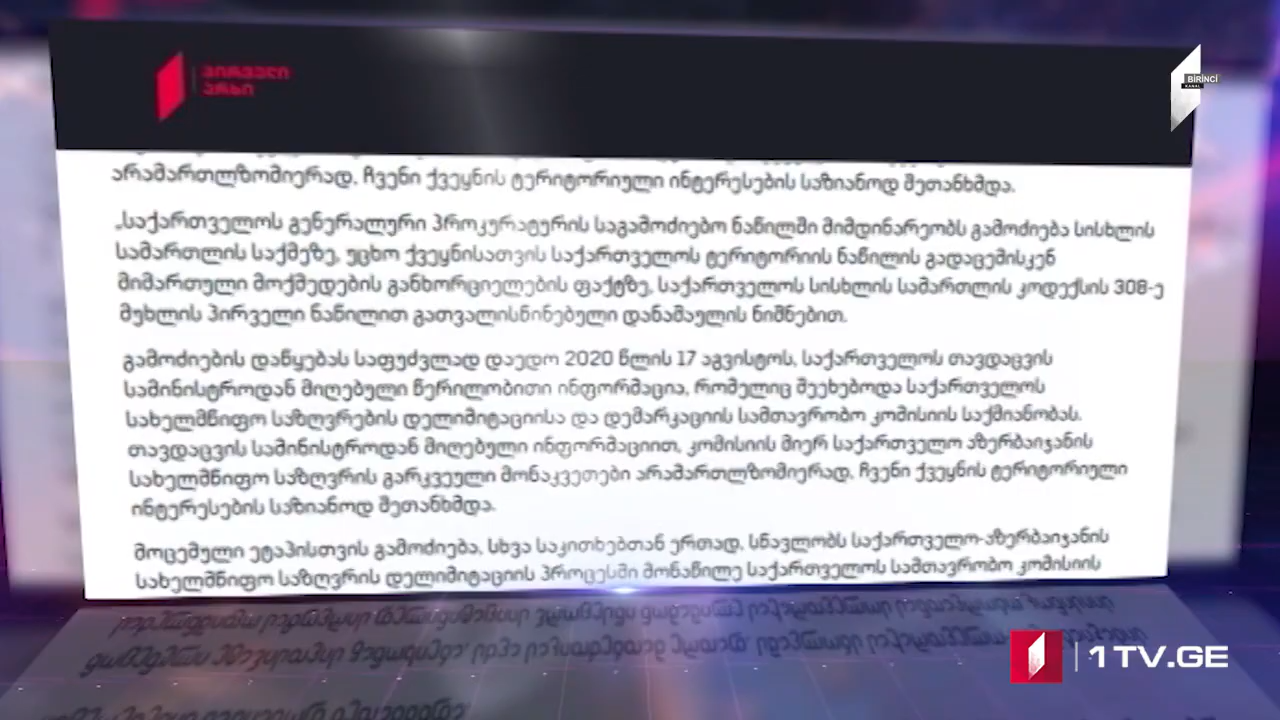 პირველი
არხი
BİRİNCİ
KANAL
არამართლზომიერად, ჩვენი ქვეყნის ტერიტორიული ინტერესების საზიანოდ შეთანხმდა.
„საქართველოს გენერალური პროკურატურის საგამოძიებო ნაწილში მიმდინარეობს გამოძიება სისხლის
სამართლის საქმეზე, უცხო ქვეყნისათვის საქართველოს ტერიტორიის ნაწილის გადაცემისკენ
მიმართული მოქმედების განხორციელების ფაქტზე, საქართველოს სისხლის სამართლის კოდექსის 308-ე
მუხლის პირველი ნაწილით გათვალისწინებული დანაშაულის ნიშნებით.
გამოძიების დაწყებას საფუძვლად დაედო 2020 წლის 17 აგვისტოს, საქართველოს თავდაცვის
სამინისტროდან მიღებული წერილობითი ინფორმაცია, რომელიც შეეხებოდა საქართველოს
სახელმწიფო საზღვრების დელიმიტაციისა და დემარკაციის სამთავრობო კომისიის საქმიანობას.
თავდაცვის სამინისტროდან მიღებული ინფორმაციით, კომისიის მიერ საქართველო აზერბაიჯანის
სახელმწიფო საზღვრის გარკვეული მონაკვეთები არამართლზომიერად, ჩვენი ქვეყნის ტერიტორიული
ინტერესების საზიანოდ შეთანხმდა.
მოცემული ეტაპისთვის გამოძიება, სხვა საკითხებთან ერთად, სწავლობს საქართველო-აზერბაიჯანის
სახელმწიფო საზღვრის დელიმიტაციის პროცესში მონაწილე საქართველოს სამთავრობო კომისიის
1TV.GE